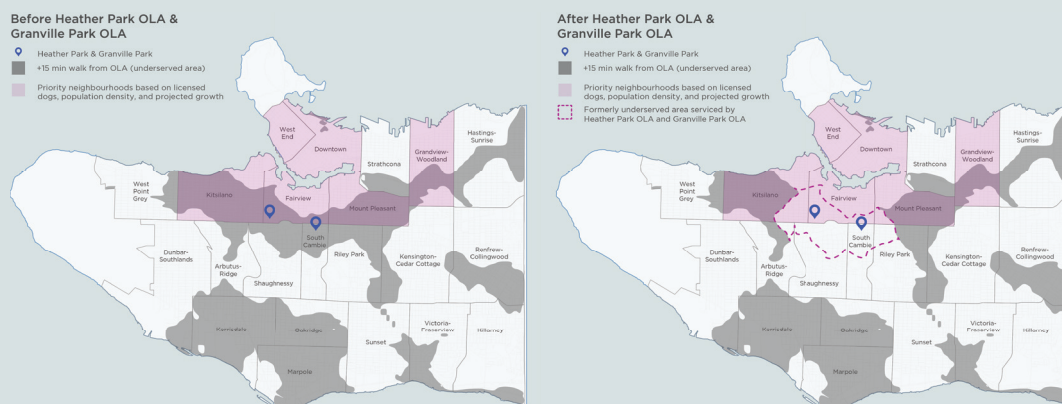 Before Heather Park OLA &
Granville Park OLA
Heather Park & Granville Park
+15 min walk from OLA (underserved area)
Priority neighbourhoods based on licensed
dogs, population density, and projected growth
West
End
Downtown
Strathcona
Hastings-
Sunrise
Grandview-
Woodland
West
Point
Grey
Kitsilano
Fairview
Mount Pleasant
South
Cambie
Riley Park
Dunbar-
Southlands
Arbutus-
Ridge
Shaughnessy
Kensington-
Cedar Cottage
Renfrew-
Collingwood
Kerrisdale
Oakridge
Victoria-
Fraserview
Killarney
Sunset
Marpole
After Heather Park OLA &
Granville Park OLA
Heather Park & Granville Park
+15 min walk from OLA (underserved area)
Priority neighbourhoods based on licensed
dogs, population density, and projected growth
Formerly underserved area serviced by
Heather Park OLA and Granville Park OLA
West
End
Downtown
Strathcona
Hastings-
Sunrise
Grandview-
Woodland
West
Point
Grey
Kitsilano
Fairview
Mount Pleasant
South
Cambie
Riley Park
Dunbar-
Southlands
Arbutus-
Ridge
Shaughnessy
Kensington-
Cedar Cottage
Renfrew-
Collingwood
Kerrisdale
Oakridge
Victoria-
Fraserview
Killarney
Sunset
Marpole